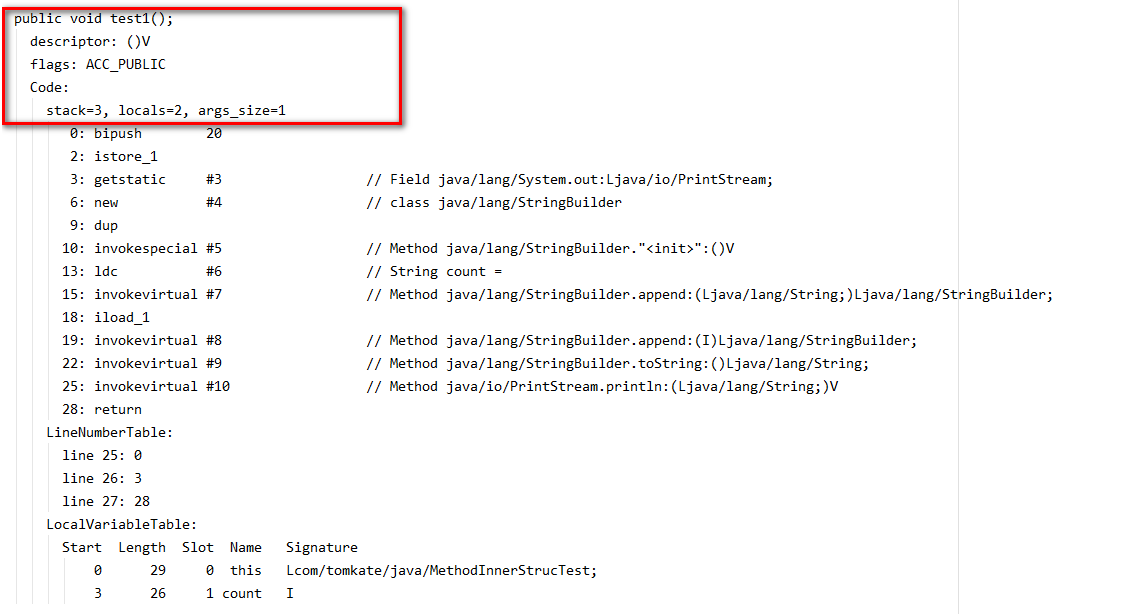 public void test1();
descriptor: ()V
flags: ACC_PUBLIC
Code:
stack=3, locals=2, args_size=1
0: bipush        20
2: istore_1
3: getstatic     #3                  // Field java/lang/System.out:Ljava/io/PrintStream;
6: new           #4                  // class java/lang/StringBuilder
9: dup
10: invokespecial #5                  // Method java/lang/StringBuilder."<init>":()V
13: ldc           #6                  // String count =
15: invokevirtual #7                  // Method java/lang/StringBuilder.append:(Ljava/lang/String;)Ljava/lang/StringBuilder;
18: iload_1
19: invokevirtual #8                  // Method java/lang/StringBuilder.append:(I)Ljava/lang/StringBuilder;
22: invokevirtual #9                  // Method java/lang/StringBuilder.toString:()Ljava/lang/String;
25: invokevirtual #10                 // Method java/io/PrintStream.println:(Ljava/lang/String;)V
28: return
LineNumberTable:
line 25: 0
line 26: 3
line 27: 28
LocalVariableTable:
Start  Length  Slot  Name   Signature
0      29     0  this   Lcom/tomkate/java/MethodInnerStrucTest;
3      26     1 count   I